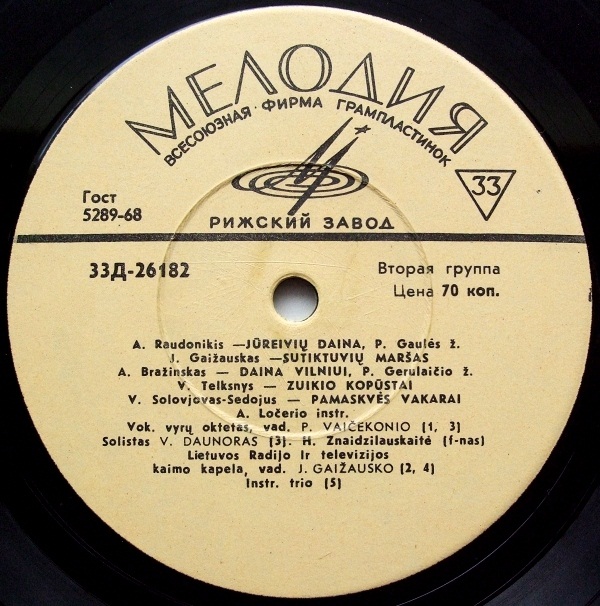 МЕЛОДИЯ
ВСЕСОЮЗНАЯ · ФИРМА ГРАМПЛАСТИНОК
33
Гост
5289-68
РИЖСКИЙ ЗАВОД
33Д-26182
Вторая группа
Цена 70 коп.
A. Raudonikis —JŪREIVIŲ DAINA, P. Gaulės ž.
J. Gaižauskas —SUTIKTUVIŲ MARŠAS
A. Bražinskas — DAINA VILNIUI, P. Gerulaičio ž.
V. Telksnys — ZUIKIO KOPŪSTAI
V. Solovjovas-Sedojus — PAMASKVĖS VAKARAI
A. Ločerio instr.
Vok. vyrų oktetas, vad. P. VAIČEKONIO (1, 3)
Solistas V. DAUNORAS (3). H. Znaidzilauskaitė (f-nas)
Lietuvos Radijo Ir televizijos
kaimo kapela, vad. J. GAIŽAUSKO (2, 4)
Instr. trio (5)